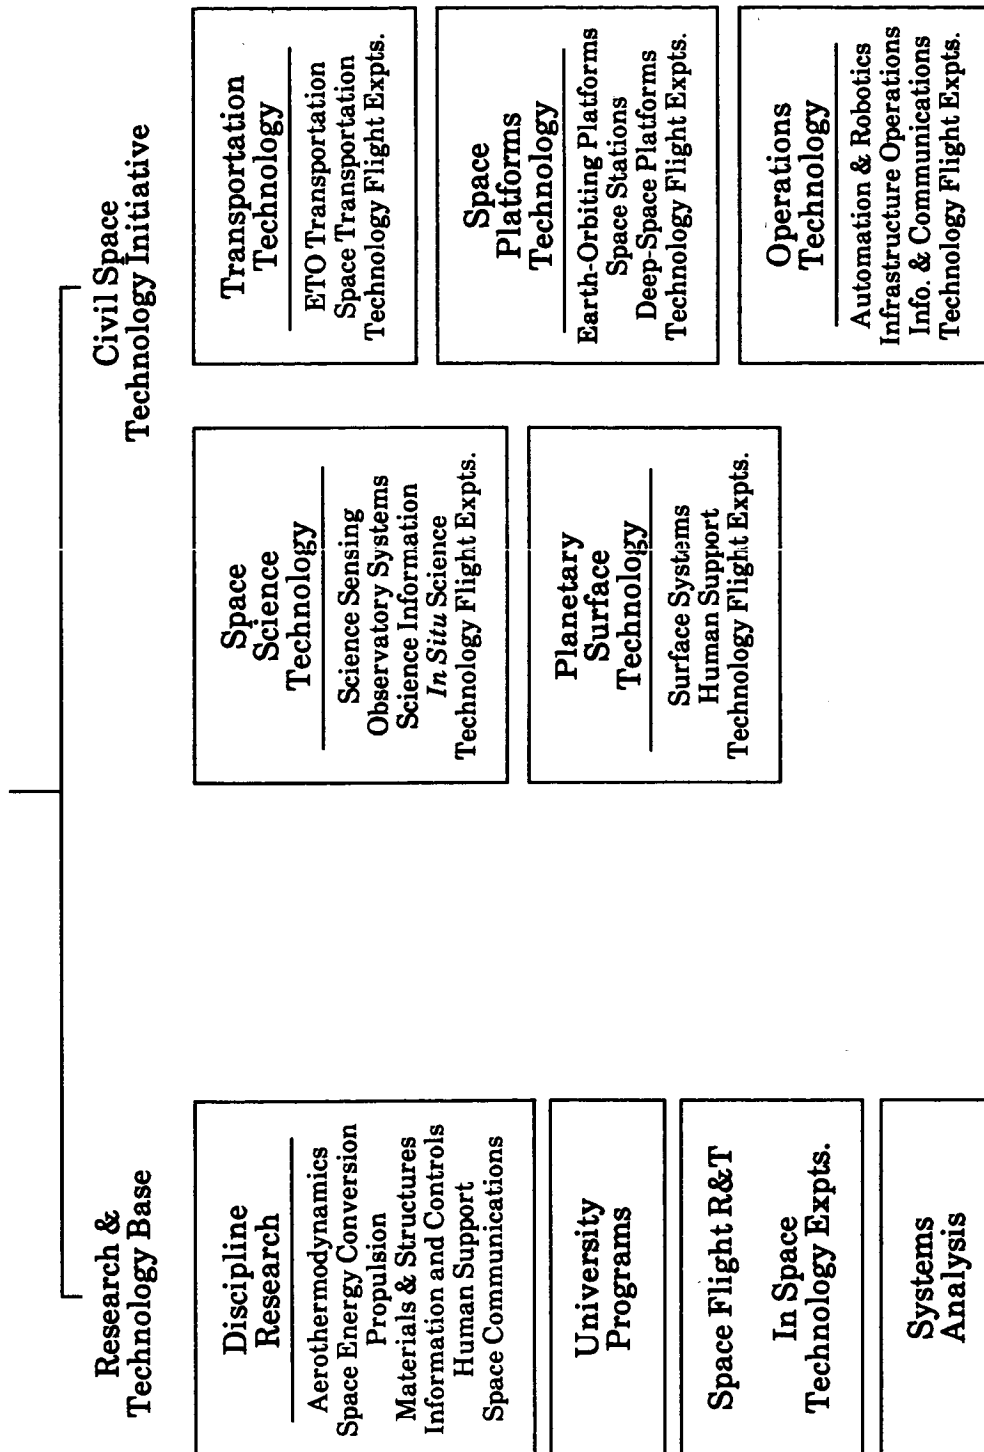 Research &
Technology Base
Civil Space
Technology Initiative
Discipline
Research
Aerothermodynamics
Space Energy Conversion
Propulsion
Materials & Structures
Information and Controls
Human Support
Space Communications
University
Programs
Space Flight R&T
In Space
Technology Expts.
Systems
Analysis
Space
Science
Technology
Science Sensing
Observatory Systems
Science Information
In Situ Science
Technology Flight Expts.
Planetary
Surface
Technology
Surface Systems
Human Support
Technology Flight Expts.
Transportation
Technology
ETO Transportation
Space Transportation
Technology Flight Expts.
Space
Platforms
Technology
Earth-Orbiting Platforms
Space Stations
Deep-Space Platforms
Technology Flight Expts.
Operations
Technology
Automation & Robotics
Infrastructure Operations
Info. & Communications
Technology Flight Expts.